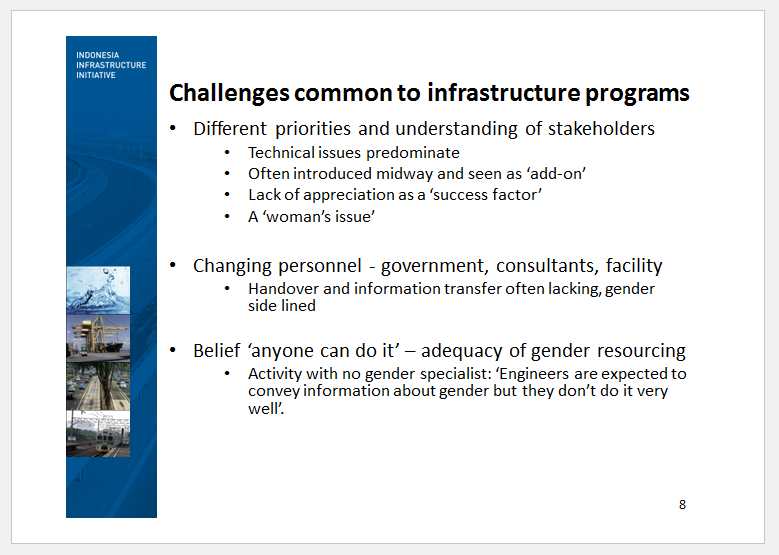 INDONESIA
INFRASTRUCTURE
INITIATIVE
Challenges common to infrastructure programs
• Different priorities and understanding of stakeholders
• Technical issues predominate
• Often introduced midway and seen as ‘add-on’
• Lack of appreciation as a ‘success factor’
• A ‘woman’s issue’
• Changing personnel - government, consultants, facility
• Handover and information transfer often lacking, gender
side lined
• Belief ‘anyone can do it’ – adequacy of gender resourcing
• Activity with no gender specialist: ‘Engineers are expected to
convey information about gender but they don’t do it very
well’.
8